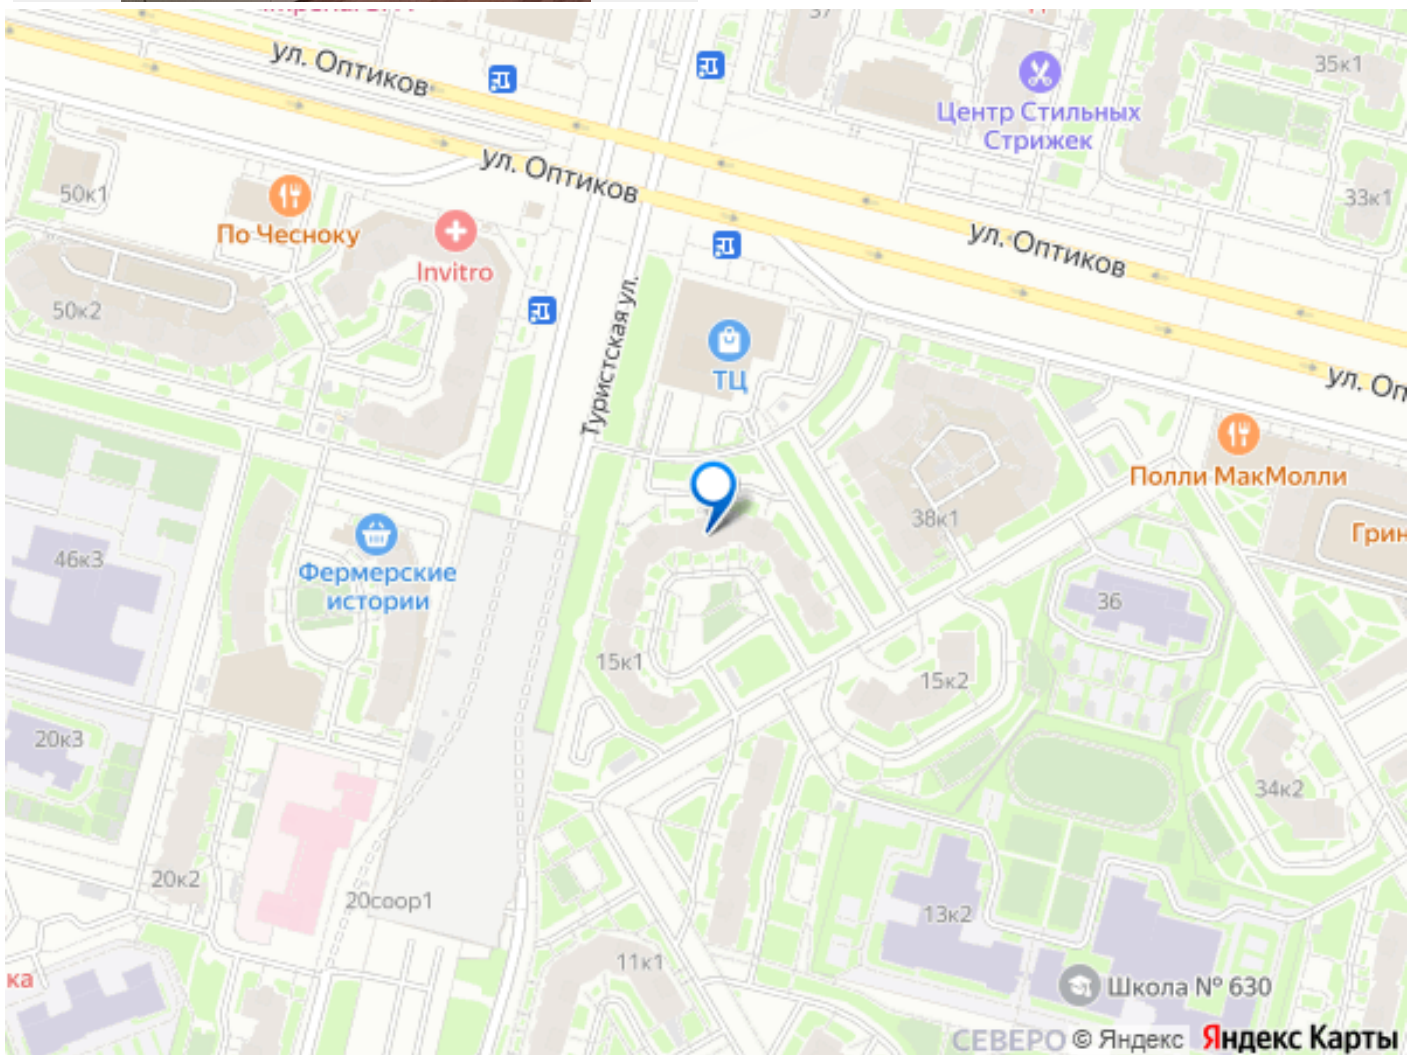 ул. Оптиков
35к1
Центр Стильных
Стрижек
ул. Оптиков
50к1
33к1
По Чесноку
Invitro
ул. Оптиков
50к2
Туристская ул.
ТЦ
ул. Оп
Полли МакМолли
38к1
Грин
46к3
Фермерские
истории
36
15к1
15к2
20к3
34к2
20к2
20соор1
13к2
11к1
ка
Школа № 630
СЕВЕРО © Яндекс Яндекс Карты